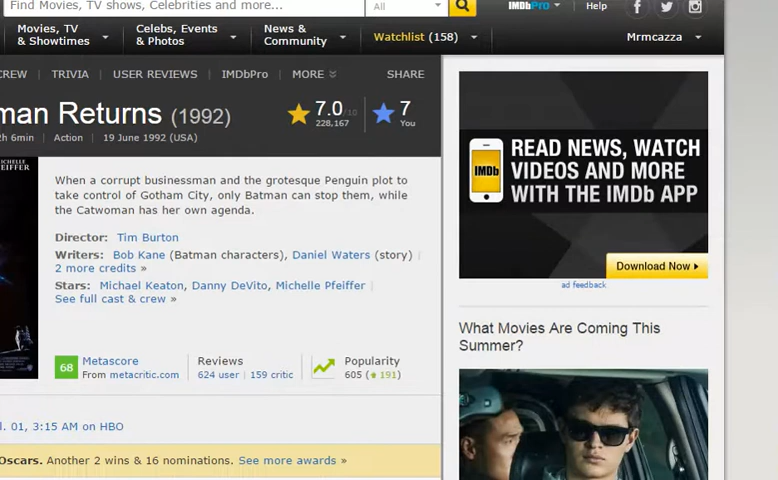 Find Movies, TV shows, Celebrities and more...
All
IMDbPro
Help
Movies, TV
& Showtimes
Celebs, Events
& Photos
News &
Community
Watchlist (158)
Mrmcazza
CREW
TRIVIA
USER REVIEWS
IMDbPro
MORE
SHARE
man Returns (1992)
2h 6min
Action
19 June 1992 (USA)
7.0/10
228,167
7
You
MICHELLE
PFEIFFER
When a corrupt businessman and the grotesque Penguin plot to
take control of Gotham City, only Batman can stop them, while
the Catwoman has her own agenda.
Director: Tim Burton
Writers: Bob Kane (Batman characters), Daniel Waters (story) |
2 more credits »
Stars: Michael Keaton, Danny DeVito, Michelle Pfeiffer |
See full cast & crew »
68
Metascore
From metacritic.com
Reviews
624 user | 159 critic
Popularity
605 (191)
l. 01, 3:15 AM on HBO
Oscars. Another 2 wins & 16 nominations. See more awards »
IMDb
READ NEWS, WATCH
VIDEOS AND MORE
WITH THE IMDb APP
Download Now
ad feedback
What Movies Are Coming This
Summer?